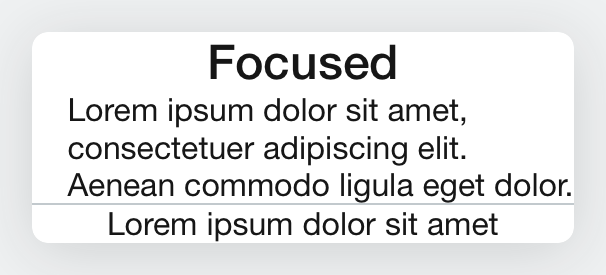 Focused
Lorem ipsum dolor sit amet,
consectetuer adipiscing elit.
Aenean commodo ligula eget dolor.
Lorem ipsum dolor sit amet